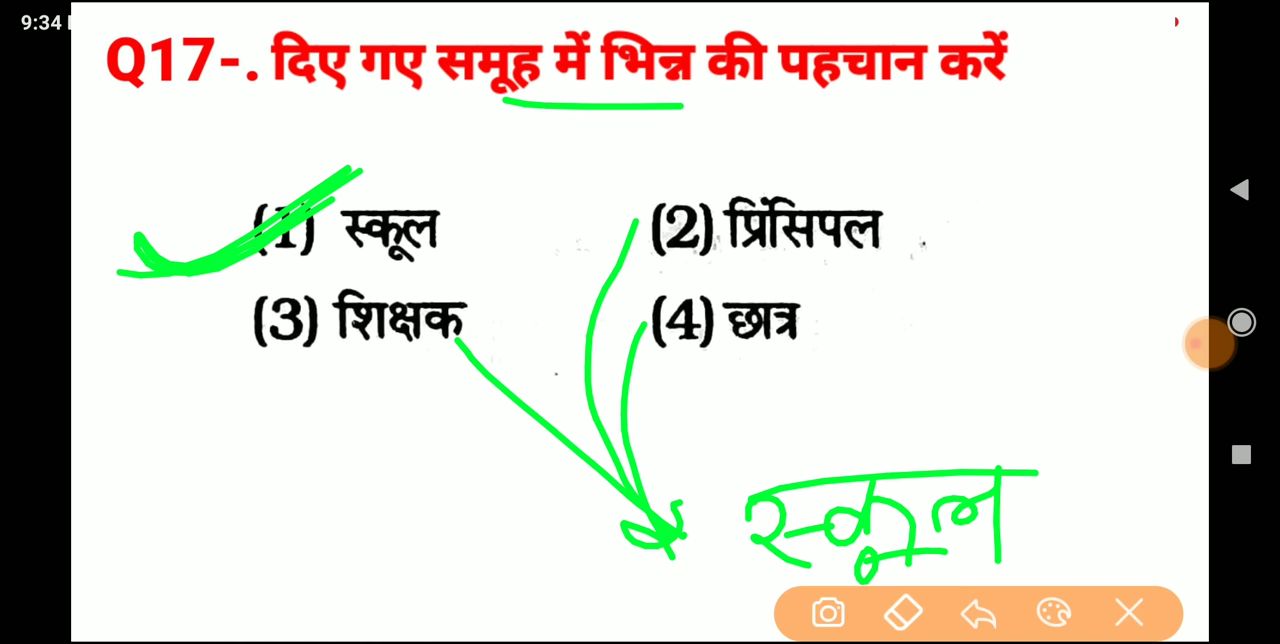 9:34
Q17-. दिए गए समूह में भिन्न की पहचान करें
(1) स्कूल (2) प्रिंसिपल
(3) शिक्षक (4) छात्र
स्कूल